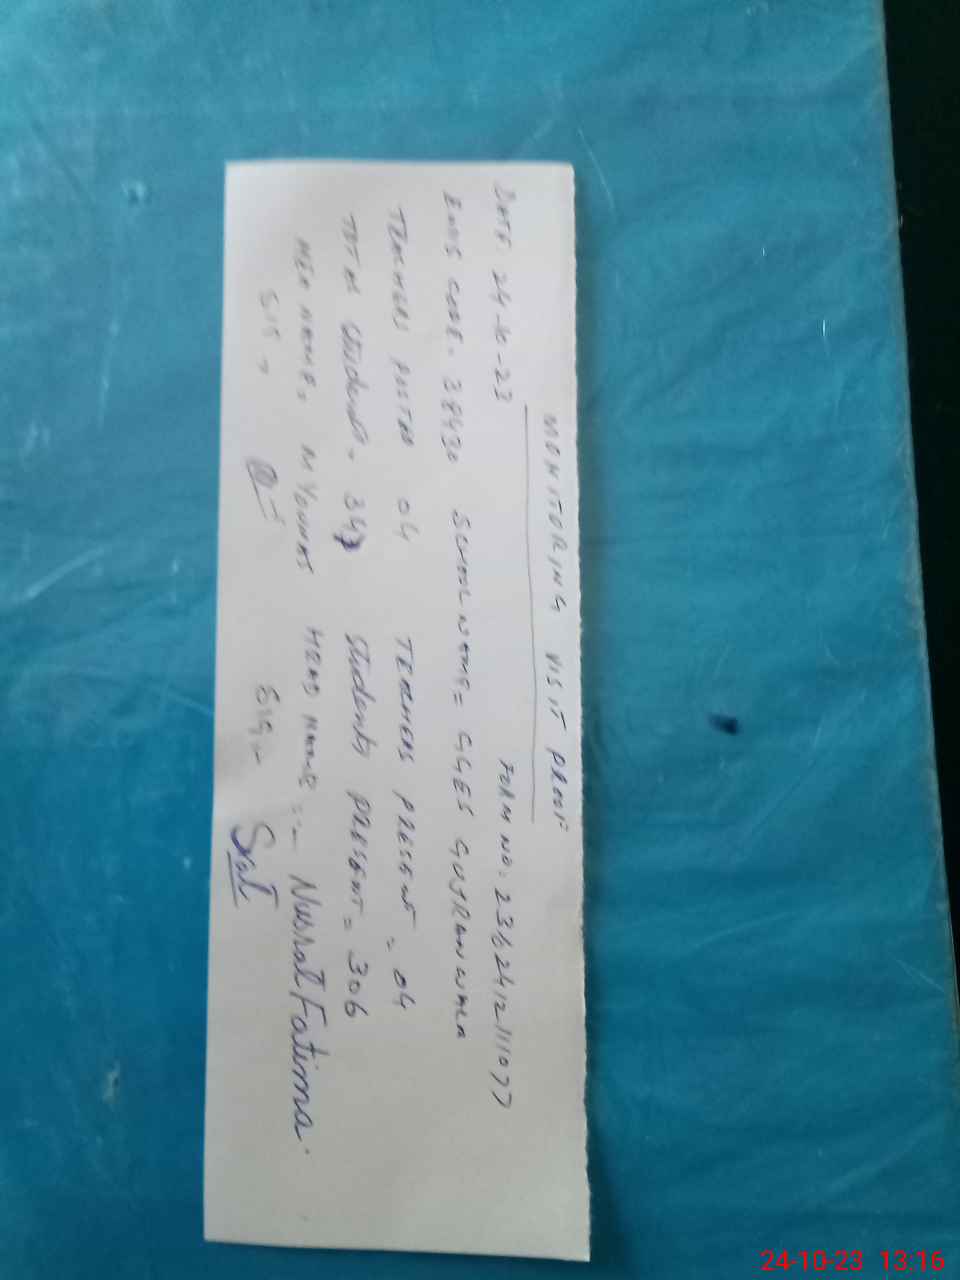 MONITORING VISIT PROOF
DATE 24-10-23 FORM NO:
EMIS CODE = 38430 SCHOOL NAME = GGES GUJRANWALA
TEACHERS POSTED 04 TEACHERS PRESENT = 04
TOTAL Students = 347 Students PRESENT = 306
MEA NAME = M YOUNAS HEAD NAME :- Nusrat Fatima.
SIG - SIG -
24-10-23 13:16